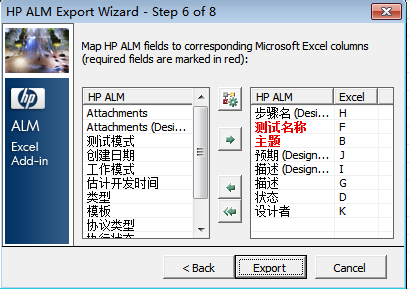 HP ALM Export Wizard - Step 6 of 8
Map HP ALM fields to corresponding Microsoft Excel columns
(required fields are marked in red):
hp
ALM
Excel
Add-in
HP ALM
Attachments
Attachments (Desi...
测试模式
创建日期
工作模式
估计开发时间
类型
模板
协议类型
HP ALM Excel
步骤名 (Desi... H
测试名称 F
主题 B
预期 (Design... J
描述 (Design... I
描述 G
状态 D
设计者 K
< Back Export Cancel